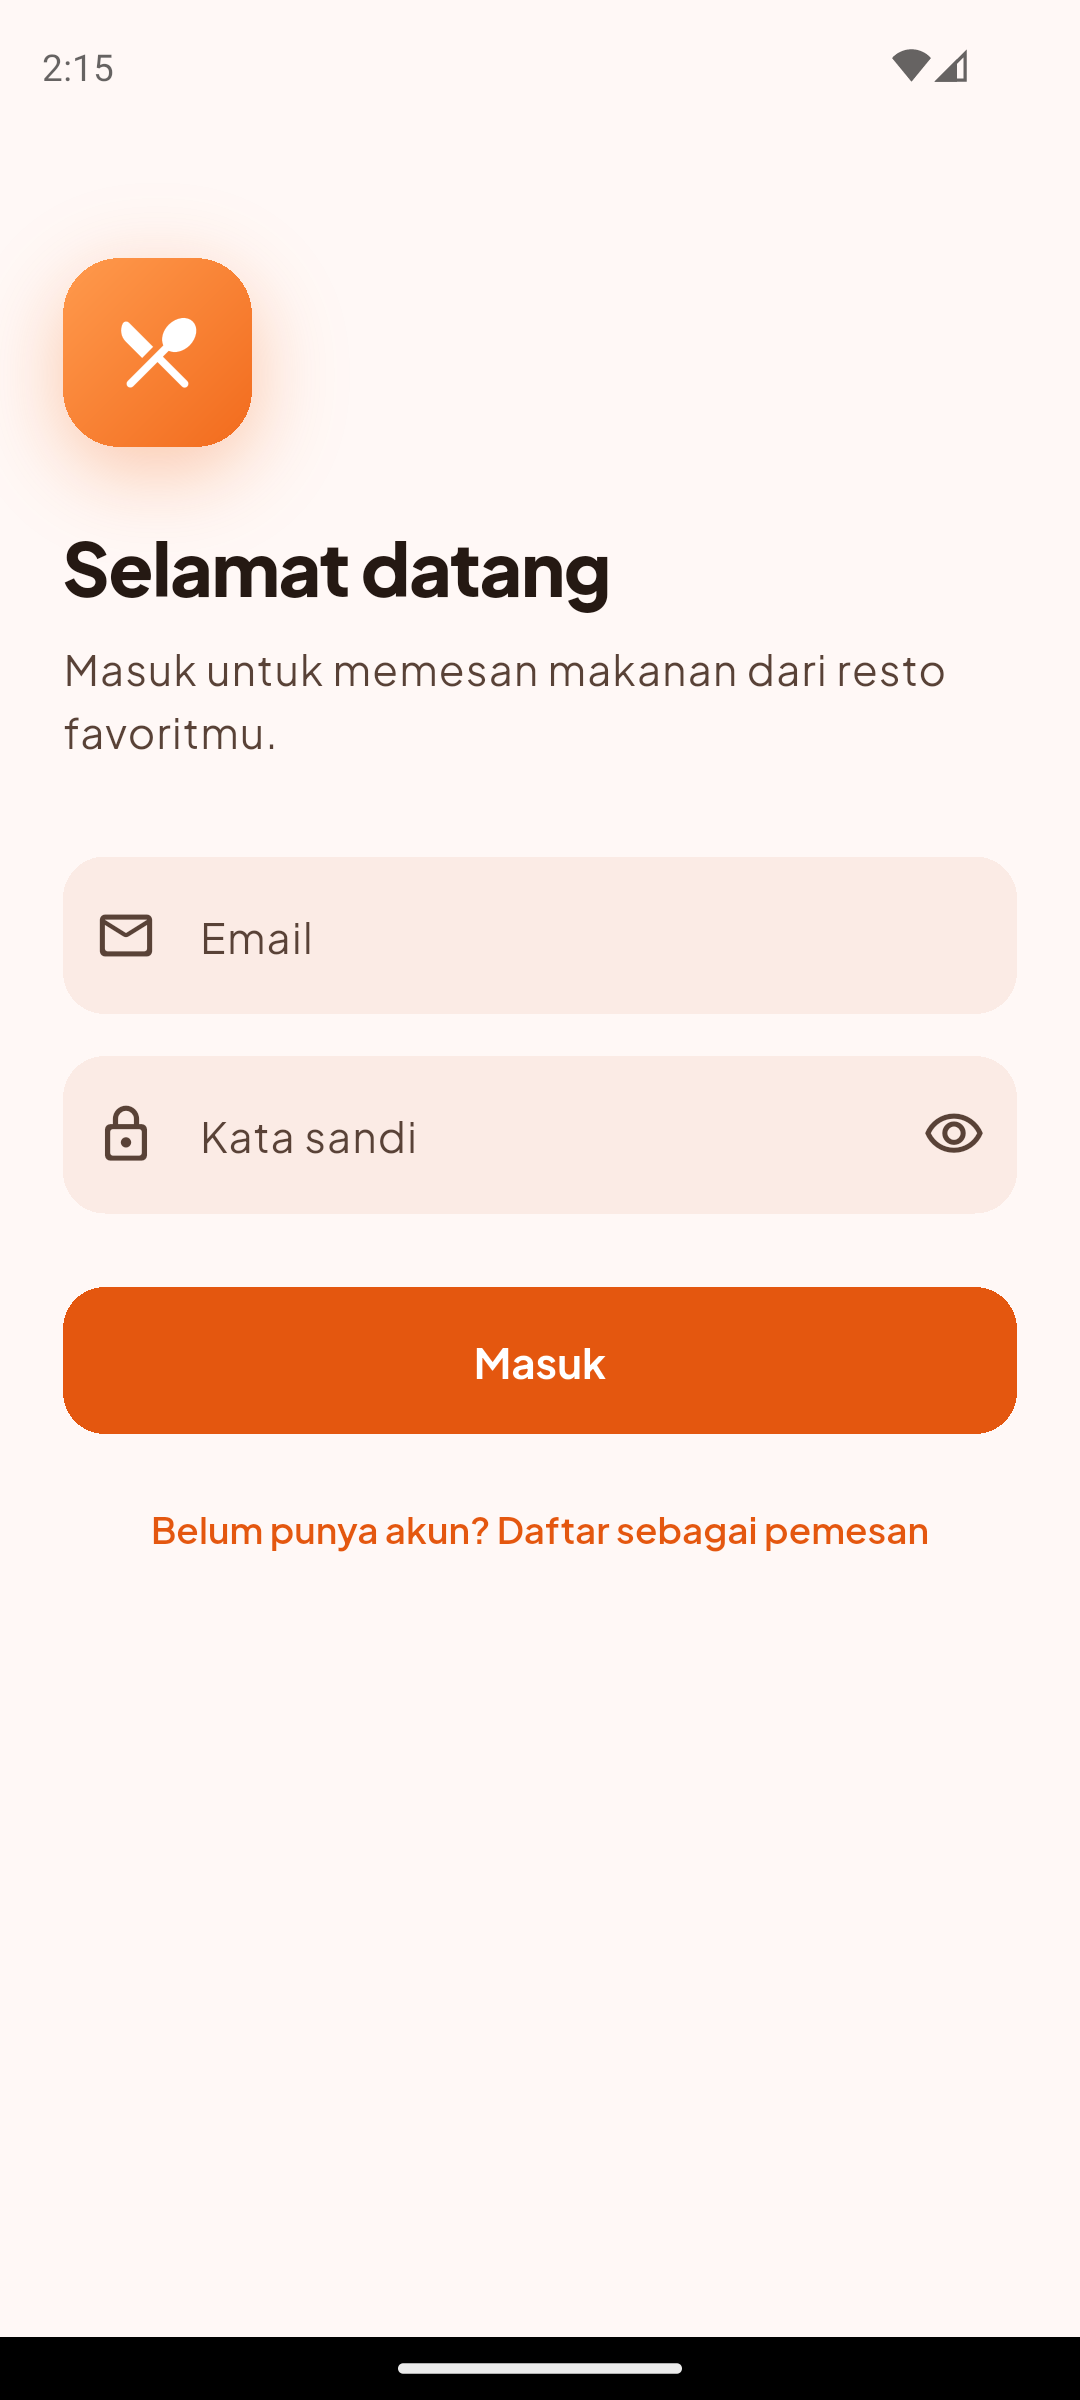 2:15
Selamat datang
Masuk untuk memesan makanan dari resto
favoritmu.
Email
Kata sandi
Masuk
Belum punya akun? Daftar sebagai pemesan